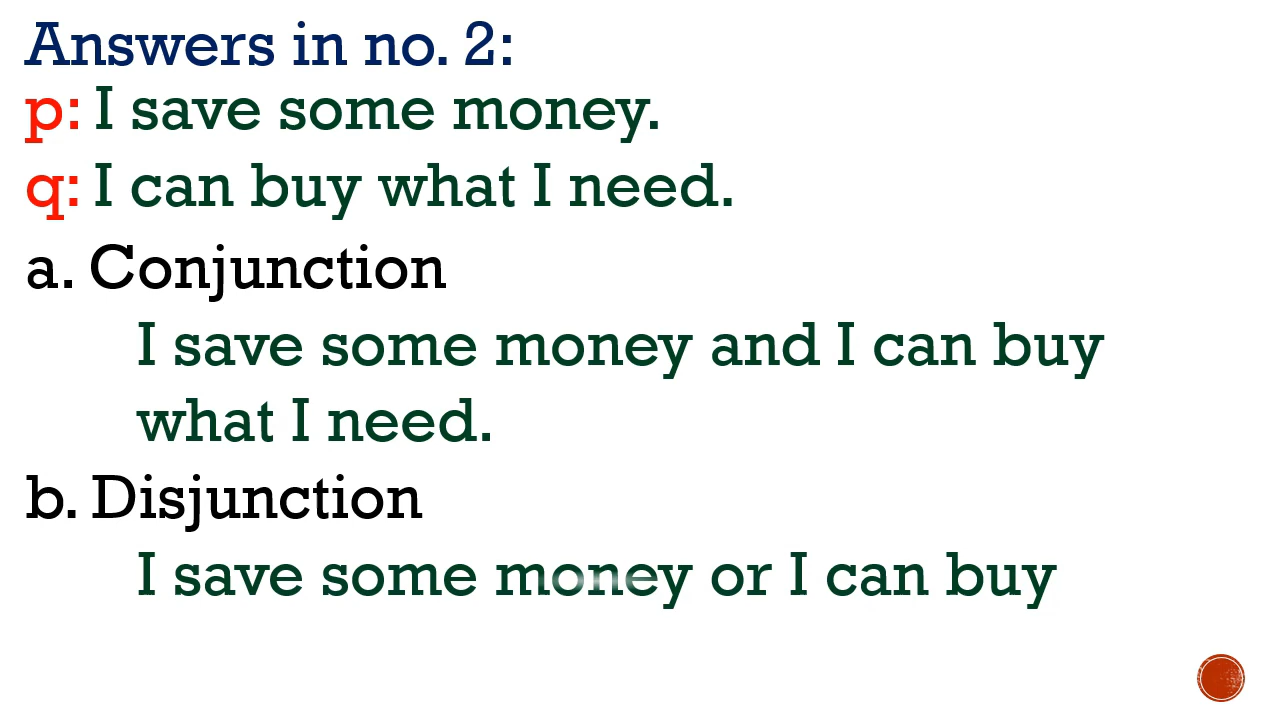 Answers in no. 2:
p: I save some money.
q: I can buy what I need.
a. Conjunction
I save some money and I can buy
what I need.
b. Disjunction
I save some money or I can buy